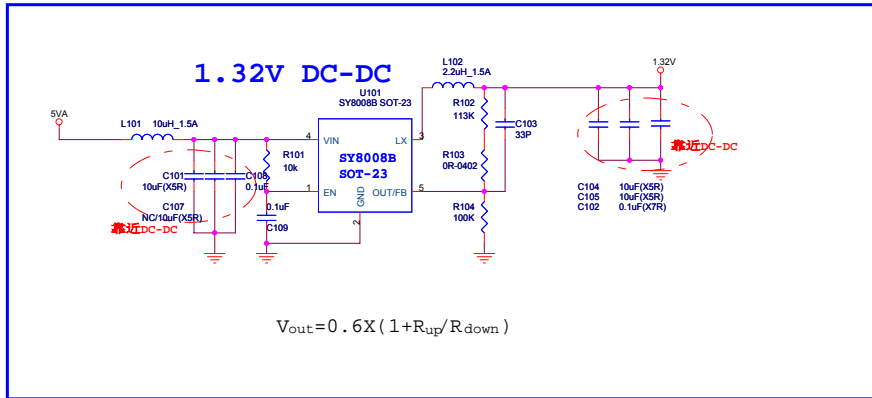 1.32V DC-DC
5VA
L101 10uH_1.5A
C101
10uF(X5R)
C107
NC/10uF(X5R)
C108
0.1uF
靠近DC-DC
R101
10k
0.1uF
C109
U101
SY8008B SOT-23
4 VIN
1 EN
LX 3
OUT/FB 5
GND
2
SY8008B
SOT-23
L102
2.2uH_1.5A
R102
113K
C103
33P
R103
0R-0402
R104
100K
1.32V
靠近DC-DC
C104 10uF(X5R)
C105 10uF(X5R)
C102 0.1uF(X7R)
Vout=0.6X(1+Rup/Rdown)